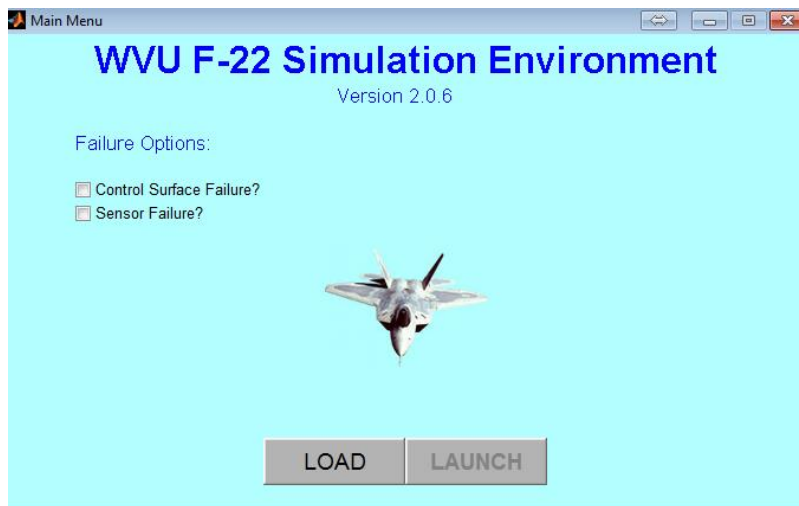 Main Menu
WVU F-22 Simulation Environment
Version 2.0.6
Failure Options:
Control Surface Failure?
Sensor Failure?
LOAD
LAUNCH